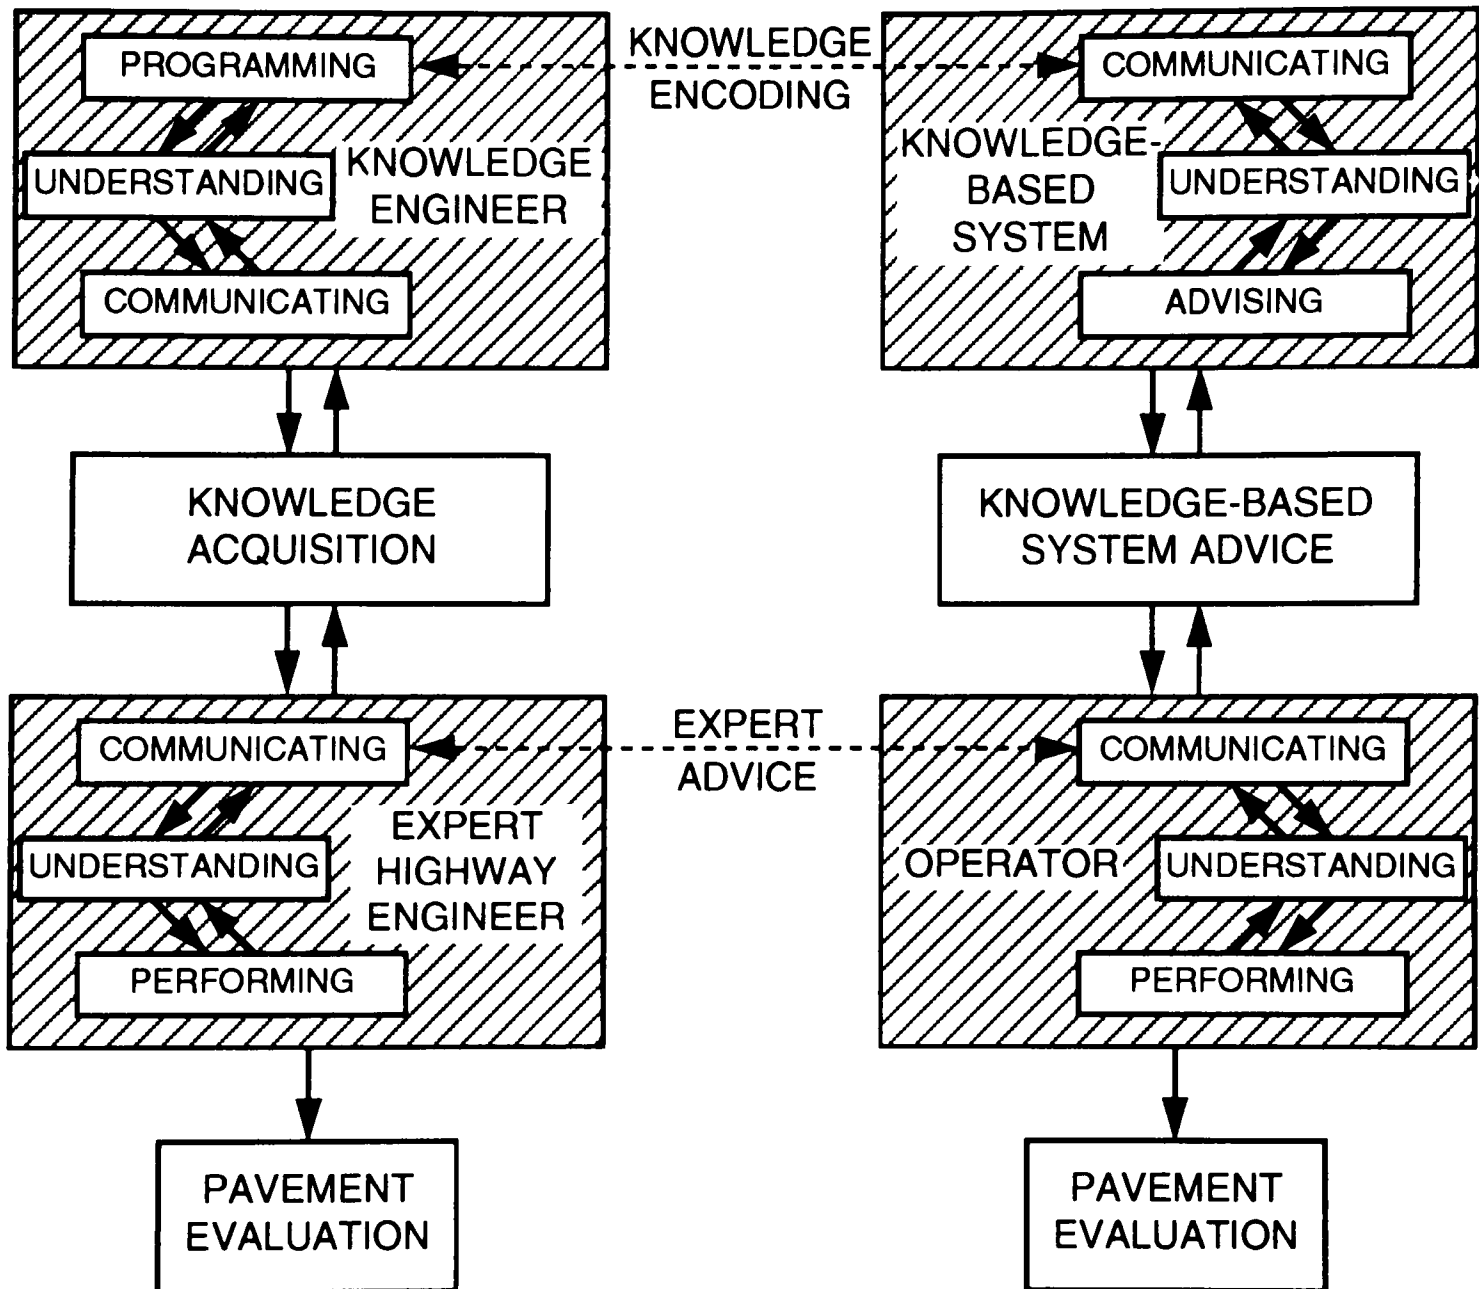 PROGRAMMING
UNDERSTANDING
COMMUNICATING
KNOWLEDGE
ENGINEER
KNOWLEDGE
ENCODING
COMMUNICATING
KNOWLEDGE-
BASED
SYSTEM
UNDERSTANDING
ADVISING
KNOWLEDGE
ACQUISITION
KNOWLEDGE-BASED
SYSTEM ADVICE
COMMUNICATING
UNDERSTANDING
PERFORMING
EXPERT
HIGHWAY
ENGINEER
EXPERT
ADVICE
COMMUNICATING
OPERATOR
UNDERSTANDING
PERFORMING
PAVEMENT
EVALUATION
PAVEMENT
EVALUATION